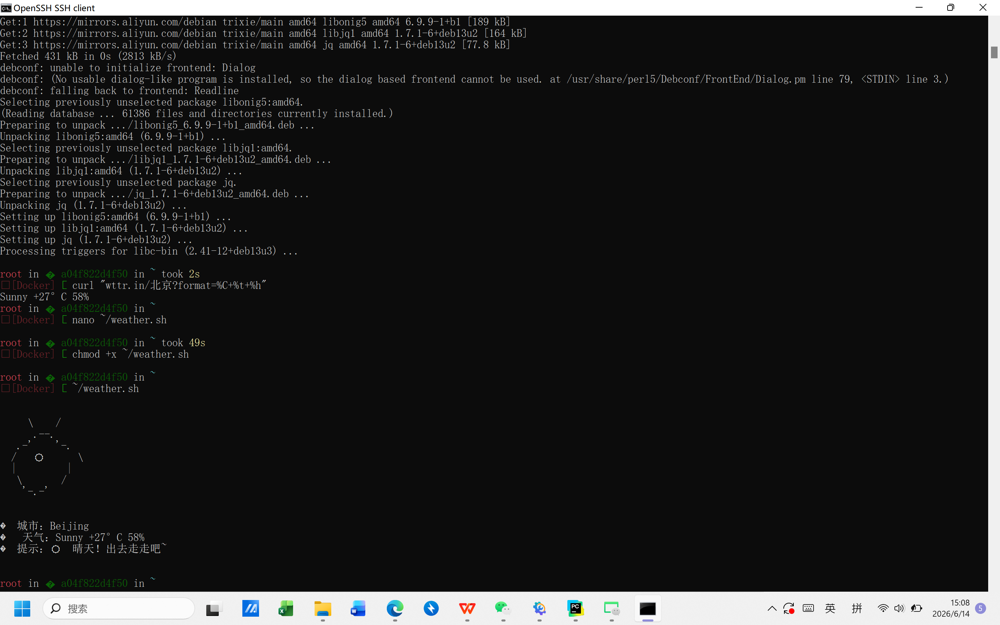 OpenSSH SSH client
Get:1 https://mirrors.aliyun.com/debian trixie/main amd64 libonig5 amd64 6.9.9-1+b1 [189 kB]
Get:2 https://mirrors.aliyun.com/debian trixie/main amd64 libjq1 amd64 1.7.1-6+deb13u2 [164 kB]
Get:3 https://mirrors.aliyun.com/debian trixie/main amd64 jq amd64 1.7.1-6+deb13u2 [77.8 kB]
Fetched 431 kB in 0s (2813 kB/s)
debconf: unable to initialize frontend: Dialog
debconf: (No usable dialog-like program is installed, so the dialog based frontend cannot be used. at /usr/share/perl5/Debconf/FrontEnd/Dialog.pm line 79, <STDIN> line 3.)
debconf: falling back to frontend: Readline
Selecting previously unselected package libonig5:amd64.
(Reading database ... 61386 files and directories currently installed.)
Preparing to unpack .../libonig5_6.9.9-1+b1_amd64.deb ...
Unpacking libonig5:amd64 (6.9.9-1+b1) ...
Selecting previously unselected package libjq1:amd64.
Preparing to unpack .../libjq1_1.7.1-6+deb13u2_amd64.deb ...
Unpacking libjq1:amd64 (1.7.1-6+deb13u2) ...
Selecting previously unselected package jq.
Preparing to unpack .../jq_1.7.1-6+deb13u2_amd64.deb ...
Unpacking jq (1.7.1-6+deb13u2) ...
Setting up libonig5:amd64 (6.9.9-1+b1) ...
Setting up libjq1:amd64 (1.7.1-6+deb13u2) ...
Setting up jq (1.7.1-6+deb13u2) ...
Processing triggers for libc-bin (2.41-12+deb13u3) ...
root in � a04f822d4f50 in ~ took 2s
□[Docker] [ curl "wttr.in/北京?format=%C+%t+%h"
Sunny +27°C 58%
root in � a04f822d4f50 in ~
□[Docker] [ nano ~/weather.sh
root in � a04f822d4f50 in ~ took 49s
□[Docker] [ chmod +x ~/weather.sh
root in � a04f822d4f50 in ~
□[Docker] [ ~/weather.sh
� 城市: Beijing
� 天气: Sunny +27°C 58%
� 提示: 晴天! 出去走走吧~
root in � a04f822d4f50 in ~
搜索
英
拼
15:08
2026/6/14
5